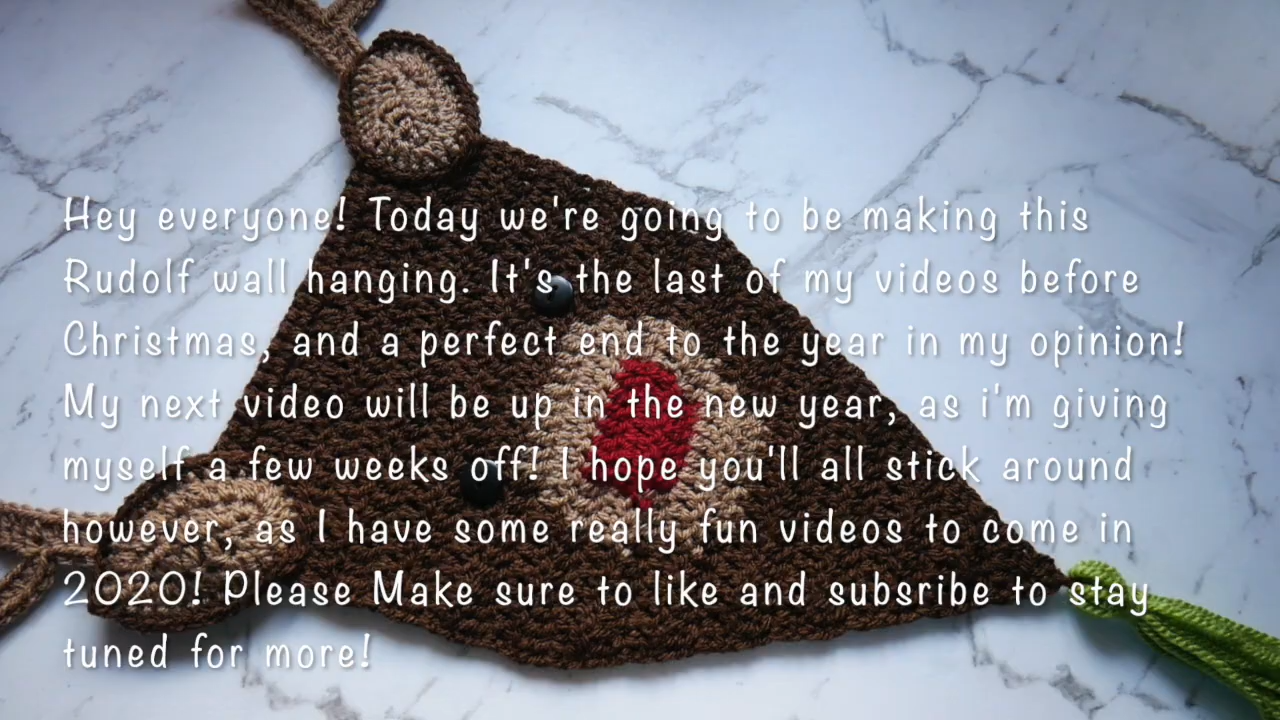 Hey everyone! Today we're going to be making this
Rudolf wall hanging. It's the last of my videos before
Christmas, and a perfect end to the year in my opinion!
My next video will be up in the new year, as i'm giving
myself a few weeks off! I hope you'll all stick around
however, as I have some really fun videos to come in
2020! Please Make sure to like and subsribe to stay
tuned for more!